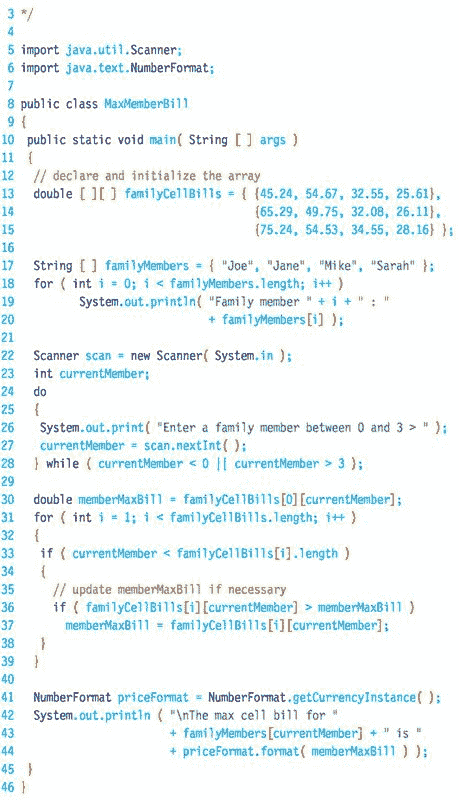 3 */
4
5 import java.util.Scanner;
6 import java.text.NumberFormat;
7
8 public class MaxMemberBill
9 {
10 public static void main( String [ ] args )
11 {
12 // declare and initialize the array
13 double [ ][ ] familyCellBills = { {45.24, 54.67, 32.55, 25.61},
14 {65.29, 49.75, 32.08, 26.11},
15 {75.24, 54.53, 34.55, 28.16} };
16
17 String [ ] familyMembers = { "Joe", "Jane", "Mike", "Sarah" };
18 for ( int i = 0; i < familyMembers.length; i++ )
19 System.out.println( "Family member " + i + " : "
20 + familyMembers[i] );
21
22 Scanner scan = new Scanner( System.in );
23 int currentMember;
24 do
25 {
26 System.out.print( "Enter a family member between 0 and 3 > " );
27 currentMember = scan.nextInt( );
28 } while ( currentMember < 0 || currentMember > 3 );
29
30 double memberMaxBill = familyCellBills[0][currentMember];
31 for ( int i = 1; i < familyCellBills.length; i++ )
32 {
33 if ( currentMember < familyCellBills[i].length )
34 {
35 // update memberMaxBill if necessary
36 if ( familyCellBills[i][currentMember] > memberMaxBill )
37 memberMaxBill = familyCellBills[i][currentMember];
38 }
39 }
40
41 NumberFormat priceFormat = NumberFormat.getCurrencyInstance( );
42 System.out.println ( "\nThe max cell bill for "
43 + familyMembers[currentMember] + " is "
44 + priceFormat.format( memberMaxBill ) );
45 }
46 }